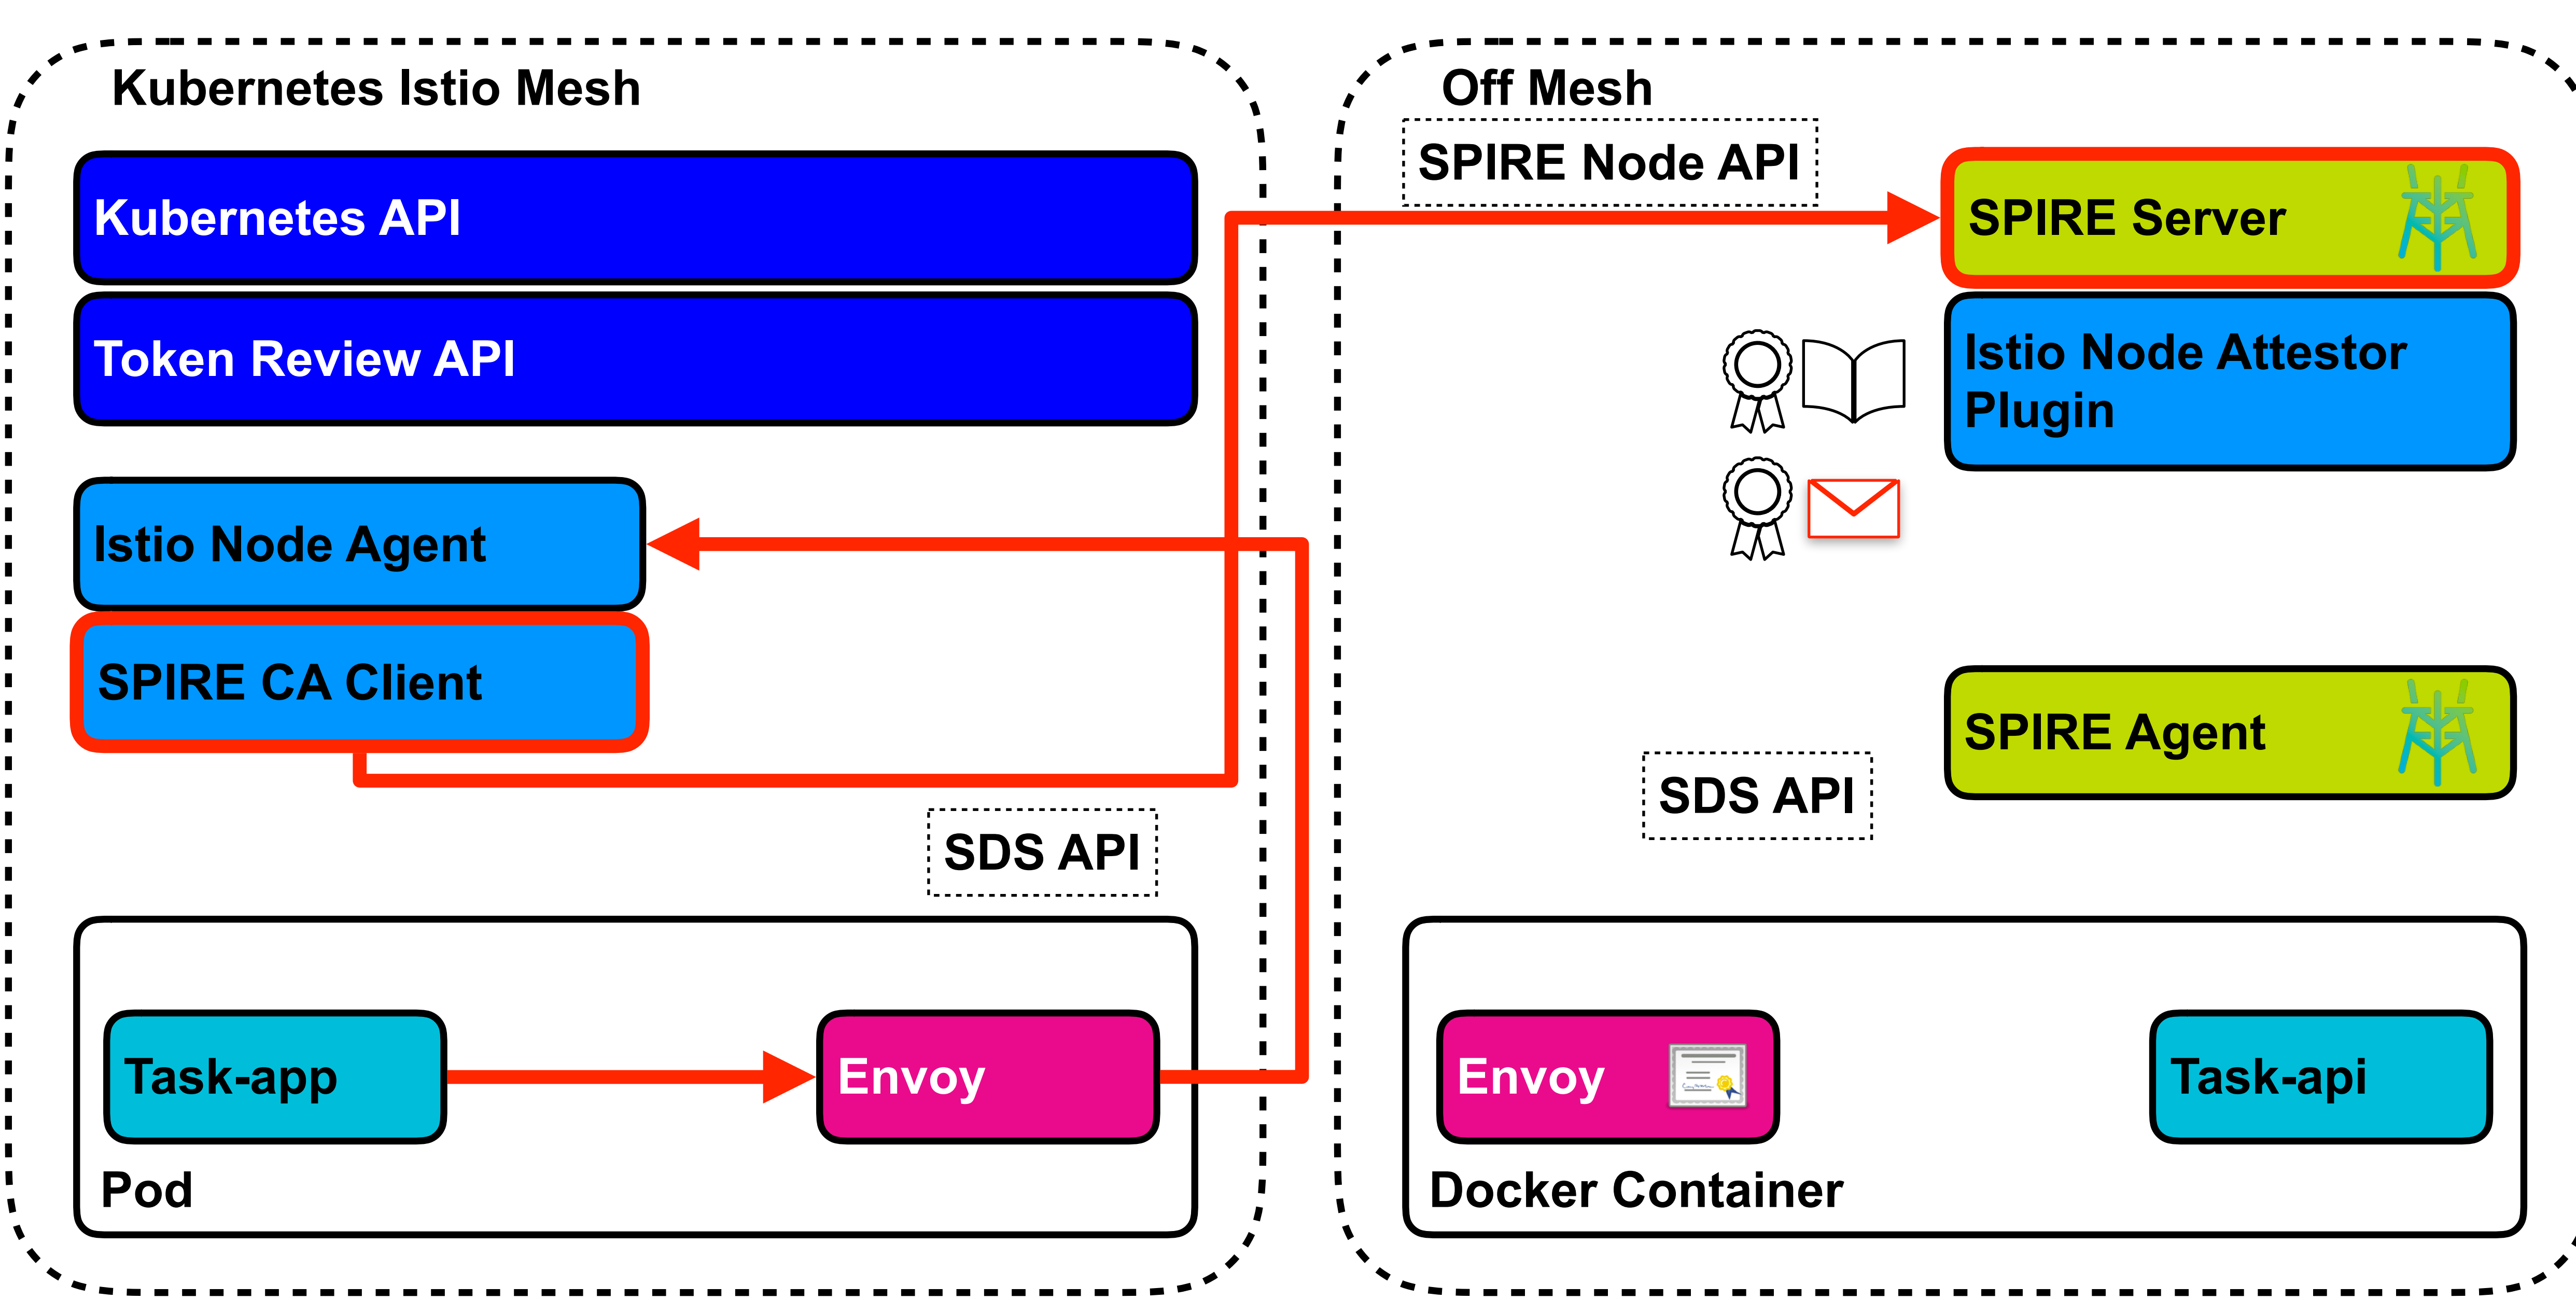 Kubernetes Istio Mesh
Kubernetes API
Token Review API
Istio Node Agent
SPIRE CA Client
SDS API
Task-app
Envoy
Pod
Off Mesh
SPIRE Node API
SPIRE Server
Istio Node Attestor
Plugin
SPIRE Agent
SDS API
Envoy
Task-api
Docker Container